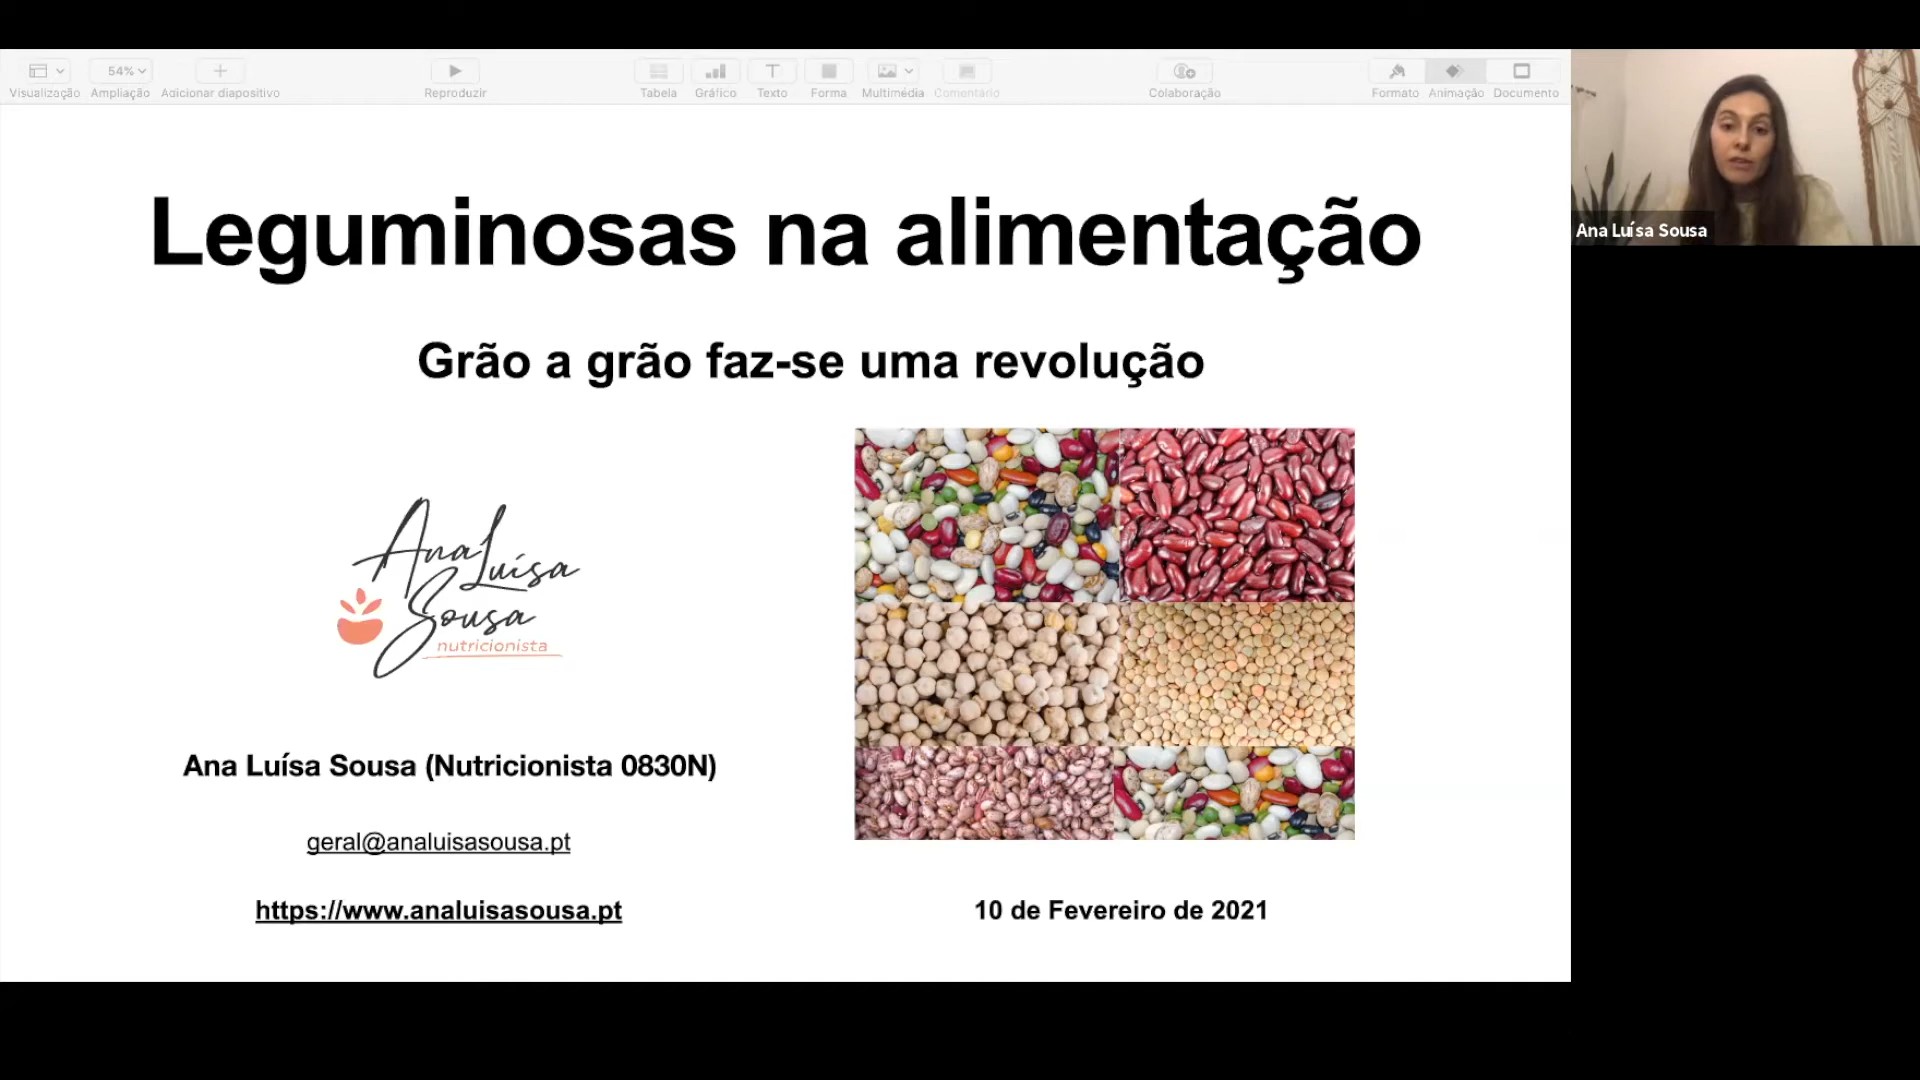 Visualização
54%
Ampliação
Adicionar diapositivo
Reproduzir
Tabela
Gráfico
Texto
Forma
Multimédia
Comentário
Colaboração
Formato
Animação
Documento
Leguminosas na alimentação
Grão a grão faz-se uma revolução
Ana Luísa
Sousa
nutricionista
Ana Luísa Sousa (Nutricionista 0830N)
geral@analuisasousa.pt
https://www.analuisasousa.pt
10 de Fevereiro de 2021
Ana Luísa Sousa